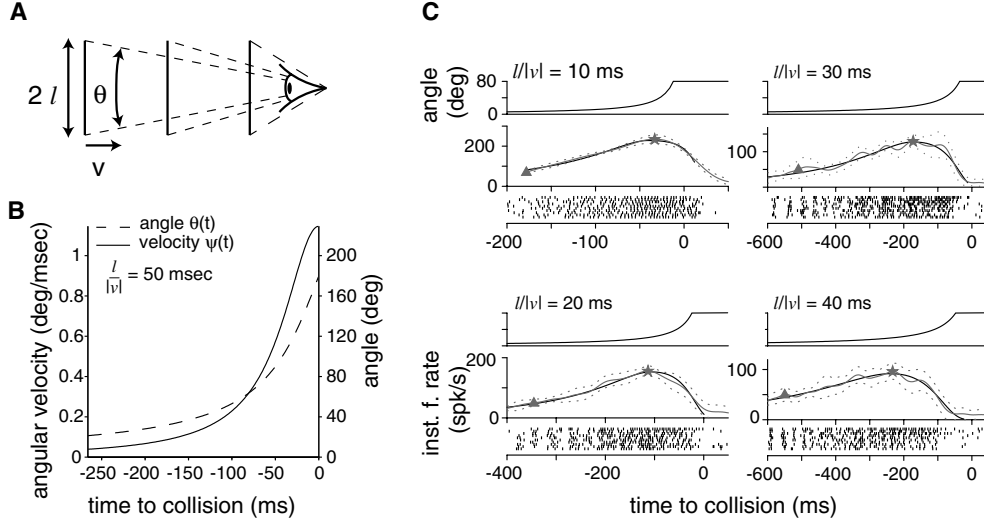 A
2 l
θ
v
B
angle θ(t)
velocity ψ(t)
l
|v| = 50 msec
angular velocity (deg/msec)
1
0.8
0.6
0.4
0.2
0
angle (deg)
200
160
120
80
40
0
-250 -200 -150 -100 -50 0
time to collision (ms)
C
l/|v| = 10 ms
angle (deg)
80
0
200
0
-200 -100 0
l/|v| = 30 ms
100
0
-600 -400 -200 0
l/|v| = 20 ms
inst. f. rate (spk/s)
200
100
0
-400 -300 -200 -100 0
l/|v| = 40 ms
100
0
-600 -400 -200 0
time to collision (ms)